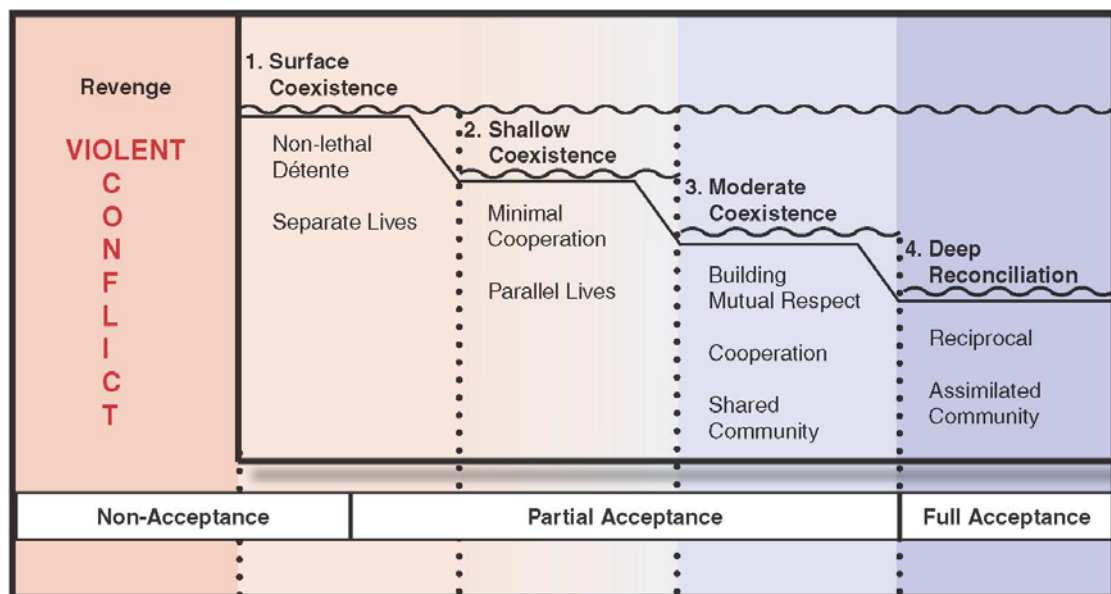 Revenge
VIOLENT
C
O
N
F
L
I
C
T
1. Surface
Coexistence
Non-lethal
Détente
Separate Lives
2. Shallow
Coexistence
Minimal
Cooperation
Parallel Lives
3. Moderate
Coexistence
Building
Mutual Respect
Cooperation
Shared
Community
4. Deep
Reconciliation
Reciprocal
Assimilated
Community
Non-Acceptance
Partial Acceptance
Full Acceptance